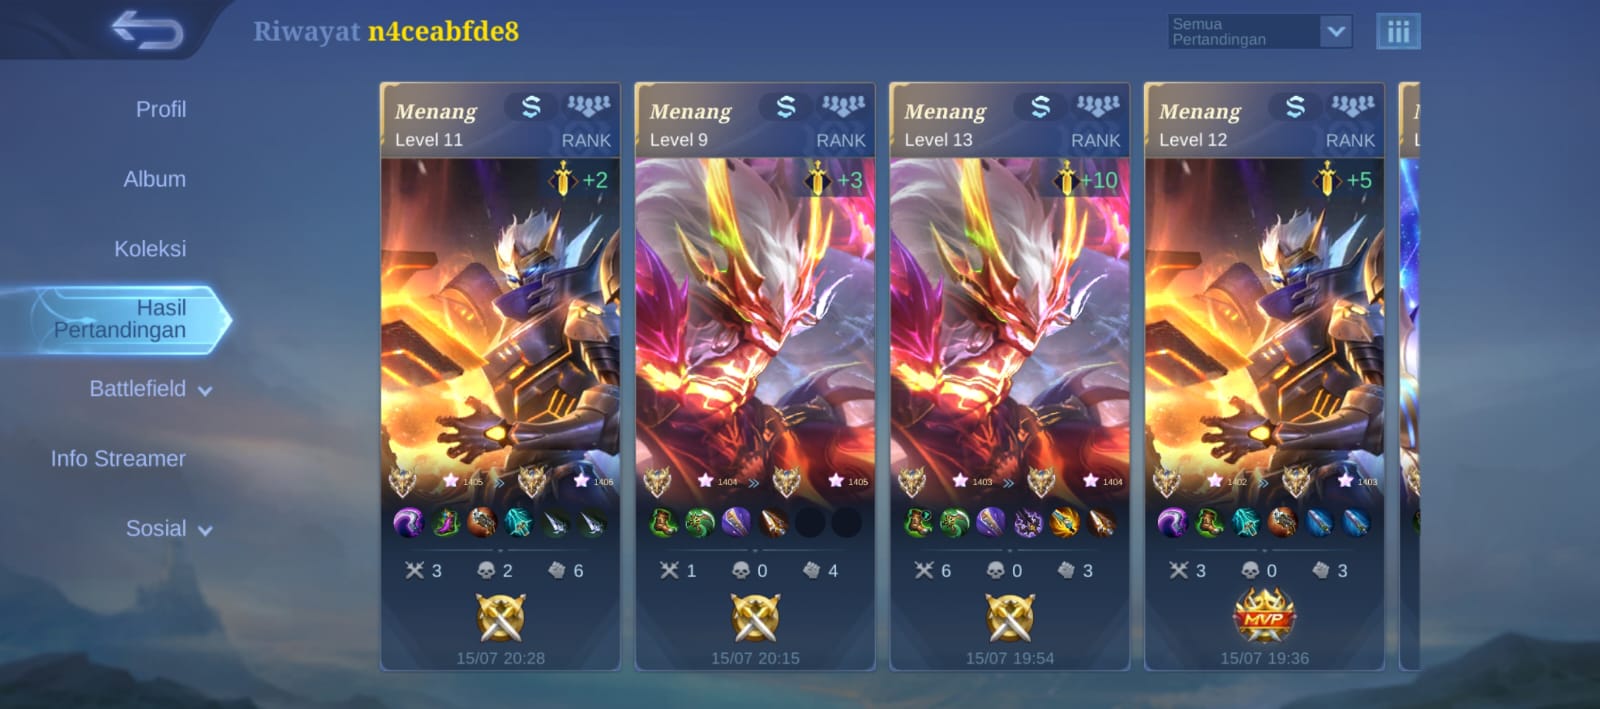 Riwayat n4ceabfde8
Semua
Pertandingan
Profil
Album
Koleksi
Hasil
Pertandingan
Battlefield
Info Streamer
Sosial
Menang
Level 11 RANK
+2
1405 1406
3 2 6
15/07 20:28
Menang
Level 9 RANK
+3
1404 1405
1 0 4
15/07 20:15
Menang
Level 13 RANK
+10
1403 1404
6 0 3
15/07 19:54
Menang
Level 12 RANK
+5
1402 1403
3 0 3
MVP
15/07 19:36